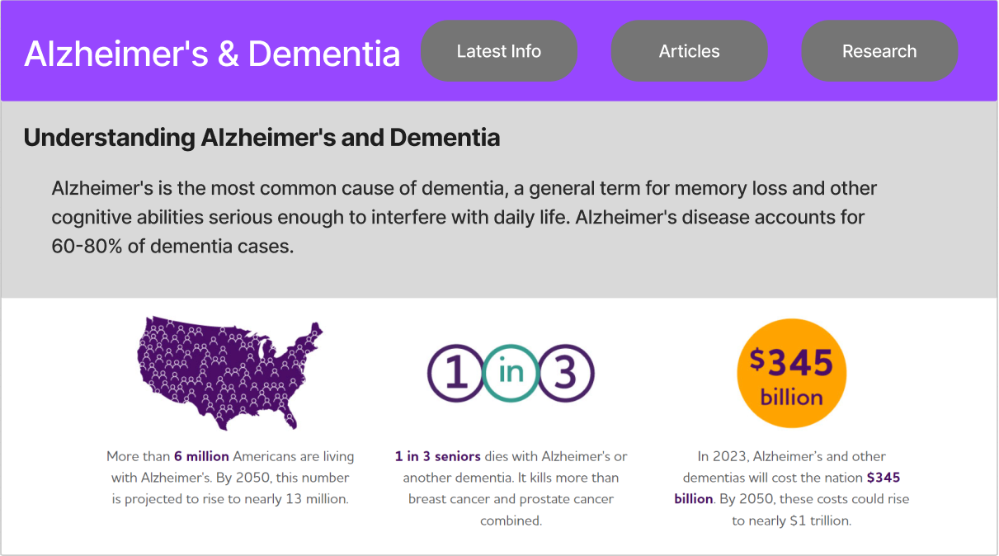 Alzheimer's & Dementia
Latest Info
Articles
Research
Understanding Alzheimer's and Dementia
Alzheimer's is the most common cause of dementia, a general term for memory loss and other
cognitive abilities serious enough to interfere with daily life. Alzheimer's disease accounts for
60-80% of dementia cases.
1 in 3
$345
billion
More than 6 million Americans are living
with Alzheimer's. By 2050, this number
is projected to rise to nearly 13 million.
1 in 3 seniors dies with Alzheimer's or
another dementia. It kills more than
breast cancer and prostate cancer
combined.
In 2023, Alzheimer's and other
dementias will cost the nation $345
billion. By 2050, these costs could rise
to nearly $1 trillion.